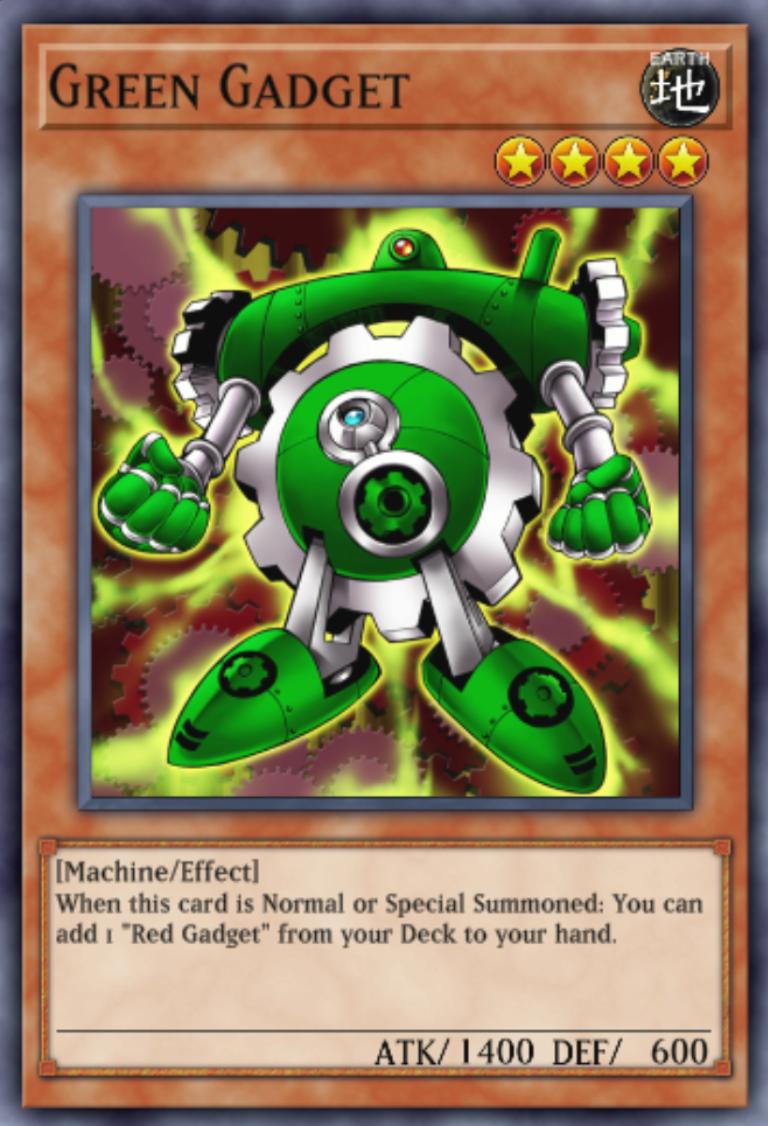 Green Gadget
EARTH
地
[Machine/Effect]
When this card is Normal or Special Summoned: You can
add 1 "Red Gadget" from your Deck to your hand.
ATK/ 1400 DEF/ 600